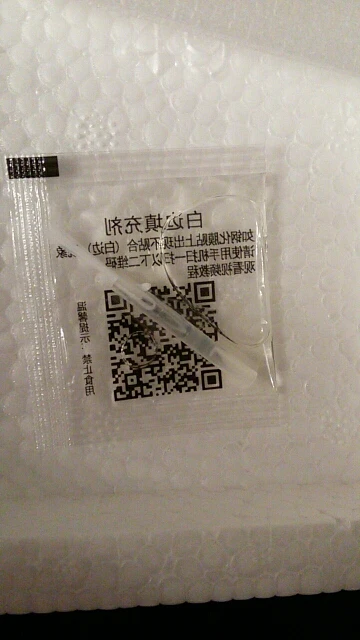 白边填充剂
如钢化膜贴上出现不贴合（白边）
请使用手机扫一扫以下二维码
观看视频教程
温馨提示：禁止食用